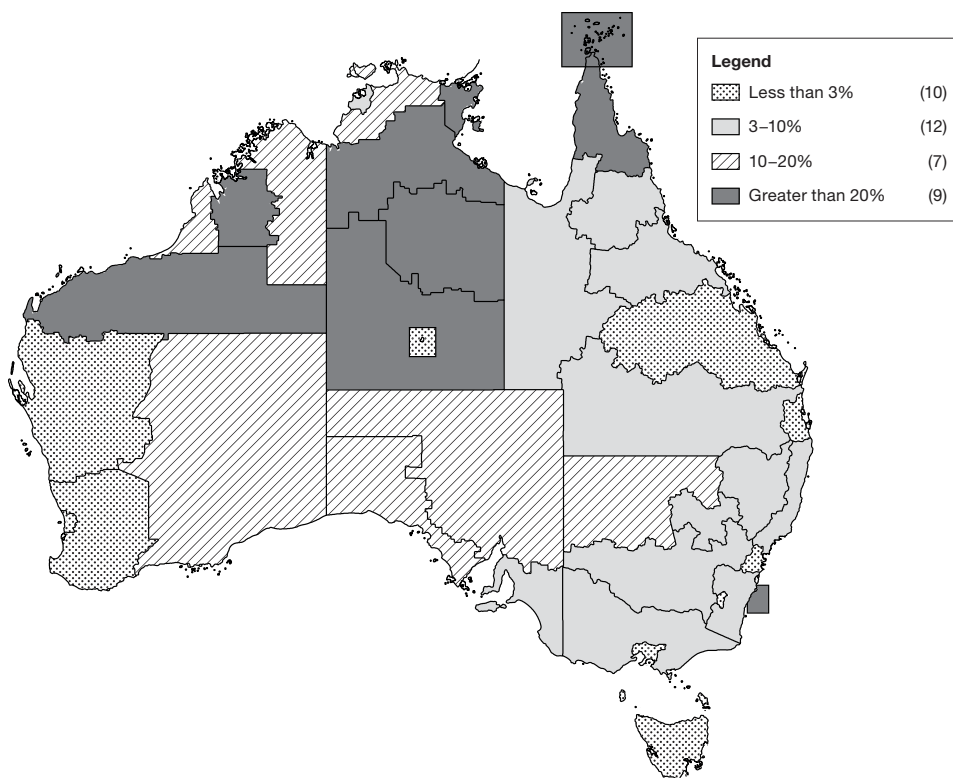 Legend
Less than 3% (10)
3–10% (12)
10–20% (7)
Greater than 20% (9)